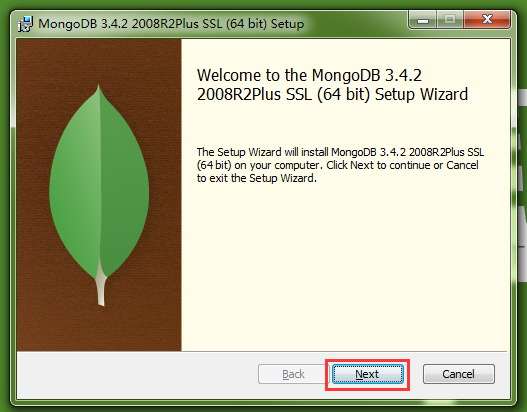 MongoDB 3.4.2 2008R2Plus SSL (64 bit) Setup
Welcome to the MongoDB 3.4.2
2008R2Plus SSL (64 bit) Setup Wizard
The Setup Wizard will install MongoDB 3.4.2 2008R2Plus SSL
(64 bit) on your computer. Click Next to continue or Cancel
to exit the Setup Wizard.
Back Next Cancel